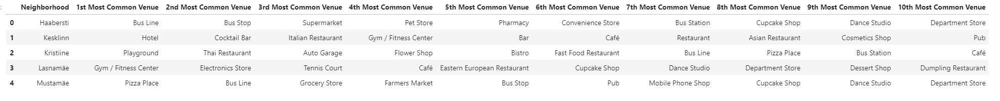 Neighborhood 1st Most Common Venue 2nd Most Common Venue 3rd Most Common Venue 4th Most Common Venue 5th Most Common Venue 6th Most Common Venue 7th Most Common Venue 8th Most Common Venue 9th Most Common Venue 10th Most Common Venue
0 Haabersti Bus Line Bus Stop Supermarket Pet Store Pharmacy Convenience Store Bus Station Cupcake Shop Dance Studio Department Store
1 Kesklinn Hotel Cocktail Bar Italian Restaurant Gym / Fitness Center Bar Café Restaurant Asian Restaurant Cosmetics Shop Pub
2 Kristiine Playground Thai Restaurant Auto Garage Flower Shop Bistro Fast Food Restaurant Bus Line Pizza Place Bus Station Café
3 Lasnamäe Gym / Fitness Center Electronics Store Tennis Court Café Eastern European Restaurant Cupcake Shop Dance Studio Department Store Dessert Shop Dumpling Restaurant
4 Mustamäe Pizza Place Bus Line Grocery Store Farmers Market Bus Stop Pub Mobile Phone Shop Cupcake Shop Dance Studio Department Store